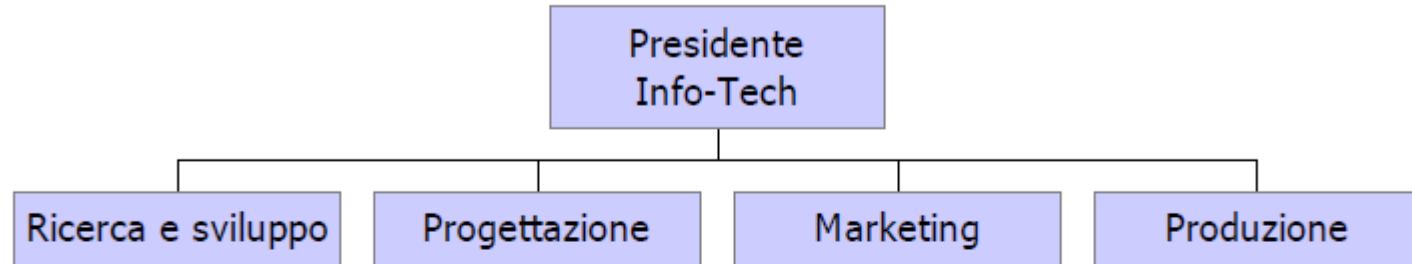 Presidente
Info-Tech
Ricerca e sviluppo
Progettazione
Marketing
Produzione